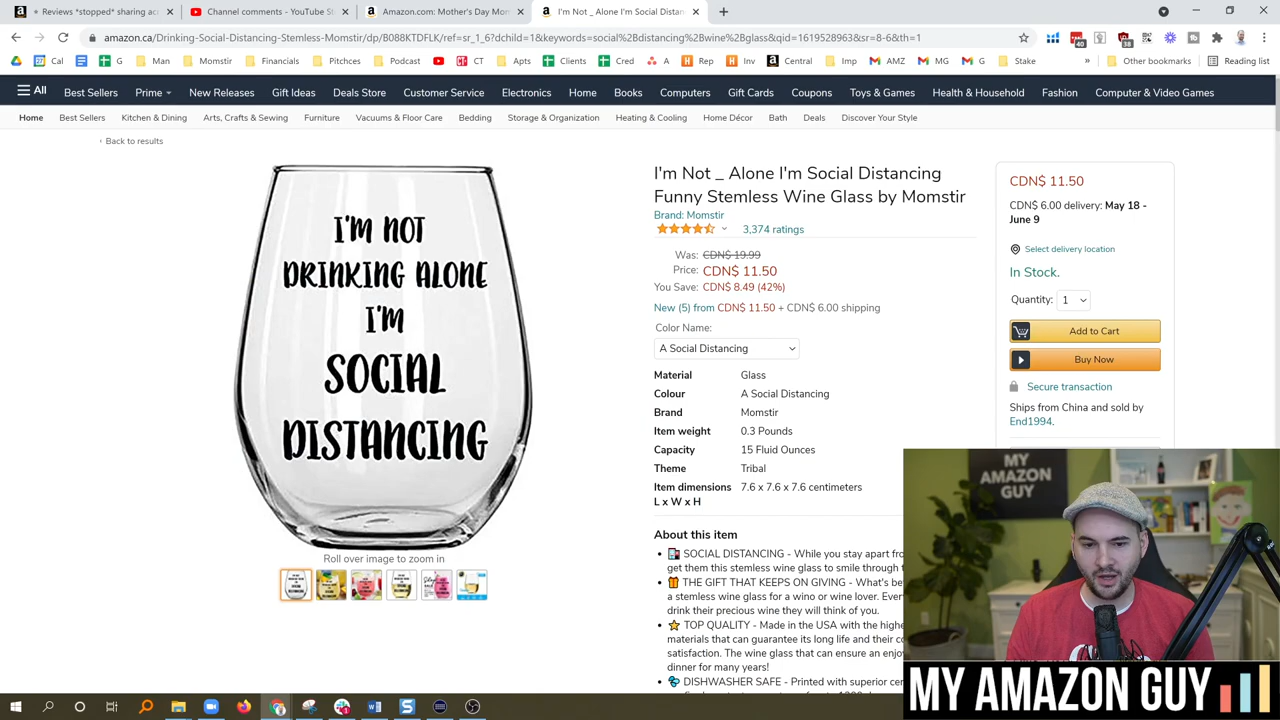 Reviews *stopped* sharing ac
Channel comments - YouTube St
Amazon.com: Mother's Day Mom
I'm Not _ Alone I'm Social Distan
amazon.ca/Drinking-Social-Distancing-Stemless-Momstir/dp/B088KTDFLK/ref=sr_1_6?dchild=1&keywords=social%2Bdistancing%2Bwine%2Bglass&qid=1619528963&sr=8-6&th=1
40
38
Cal G Man Momstir Financials Pitchces Podcast CT Apts Clients Cred A Rep Inv Central Imp AMZ MG G Stake » Other bookmarks Reading list
All Best Sellers Prime New Releases Gift Ideas Deals Store Customer Service Electronics Home Books Computers Gift Cards Coupons Toys & Games Health & Household Fashion Computer & Video Games
Home Best Sellers Kitchen & Dining Arts, Crafts & Sewing Furniture Vacuums & Floor Care Bedding Storage & Organization Heating & Cooling Home Décor Bath Deals Discover Your Style
‹ Back to results
I'M NOT
DRINKING ALONE
I'M
SOCIAL
DISTANCING
Roll over image to zoom in
I'm Not _ Alone I'm Social Distancing
Funny Stemless Wine Glass by Momstir
Brand: Momstir
3,374 ratings
Was: CDN$ 19.99
Price: CDN$ 11.50
You Save: CDN$ 8.49 (42%)
New (5) from CDN$ 11.50 + CDN$ 6.00 shipping
Color Name:
A Social Distancing
Material Glass
Colour A Social Distancing
Brand Momstir
Item weight 0.3 Pounds
Capacity 15 Fluid Ounces
Theme Tribal
Item dimensions 7.6 x 7.6 x 7.6 centimeters
L x W x H
About this item
• SOCIAL DISTANCING - While you stay apart fro
get them this stemless wine glass to smile through t
• THE GIFT THAT KEEPS ON GIVING - What's be
a stemless wine glass for a wino or wine lover. Ever
drink their precious wine they will think of you.
• TOP QUALITY - Made in the USA with the highe
materials that can guarantee its long life and their co
satisfaction. The wine glass that can ensure an enjoy
dinner for many years!
• DISHWASHER SAFE - Printed with superior cer
CDN$ 11.50
CDN$ 6.00 delivery: May 18 -
June 9
Select delivery location
In Stock.
Quantity: 1
Add to Cart
Buy Now
Secure transaction
Ships from China and sold by
End1994.
MY
AMAZON
GUY
MY AMAZON GUY